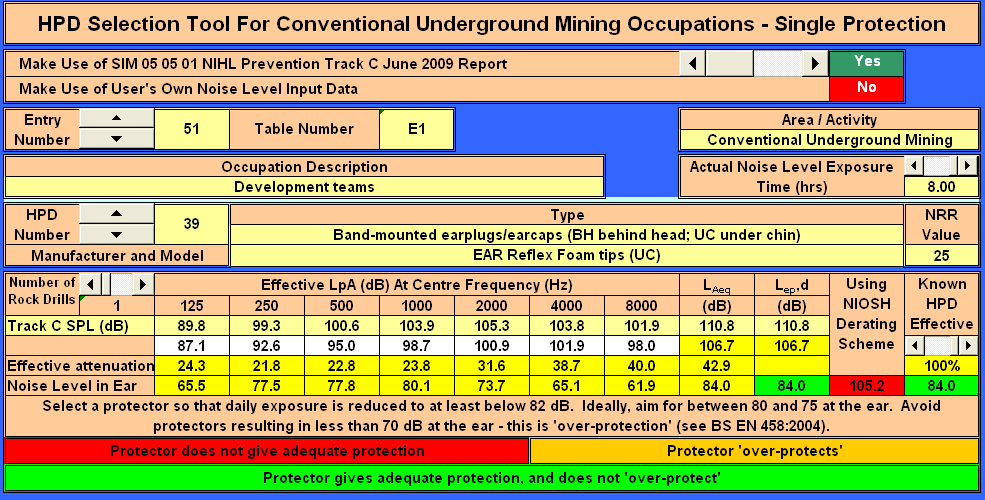 HPD Selection Tool For Conventional Underground Mining Occupations - Single Protection
Make Use of SIM 05 05 01 NIHL Prevention Track C June 2009 Report Yes
Make Use of User's Own Noise Level Input Data No
Entry Number 51 Table Number E1
Area / Activity
Conventional Underground Mining
Occupation Description
Development teams
Actual Noise Level Exposure
Time (hrs) 8.00
HPD Number 39
Manufacturer and Model
Type
Band-mounted earplugs/earcaps (BH behind head; UC under chin)
EAR Reflex Foam tips (UC)
NRR Value
25
Number of Rock Drills 1
Effective LpA (dB) At Centre Frequency (Hz)
125 250 500 1000 2000 4000 8000
LAeq (dB)
Lep,d (dB)
Using NIOSH Derating Scheme
Known HPD Effective
Track C SPL (dB) 89.8 99.3 100.6 103.9 105.3 103.8 101.9 110.8 110.8
87.1 92.6 95.0 98.7 100.9 101.9 98.0 106.7 106.7
Effective attenuation 24.3 21.8 22.8 23.8 31.6 38.7 40.0 42.9 100%
Noise Level in Ear 65.5 77.5 77.8 80.1 73.7 65.1 61.9 84.0 84.0 105.2 84.0
Select a protector so that daily exposure is reduced to at least below 82 dB. Ideally, aim for between 80 and 75 at the ear. Avoid
protectors resulting in less than 70 dB at the ear - this is 'over-protection' (see BS EN 458:2004).
Protector does not give adequate protection
Protector 'over-protects'
Protector gives adequate protection, and does not 'over-protect'